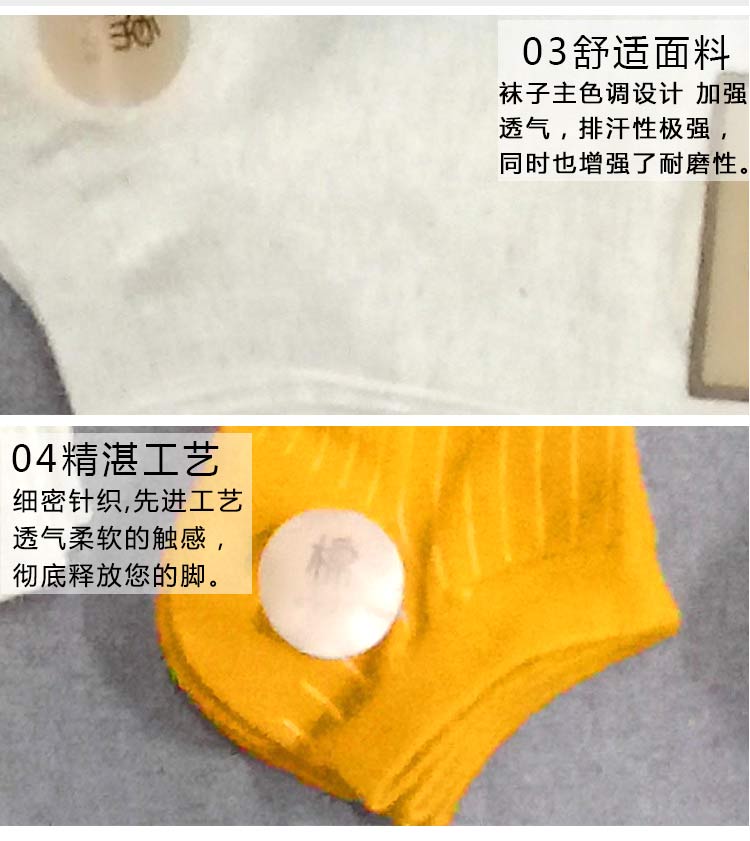 03舒适面料
袜子主色调设计 加强
透气，排汗性极强，
同时也增强了耐磨性。
04精湛工艺
细密针织,先进工艺
透气柔软的触感，
彻底释放您的脚。